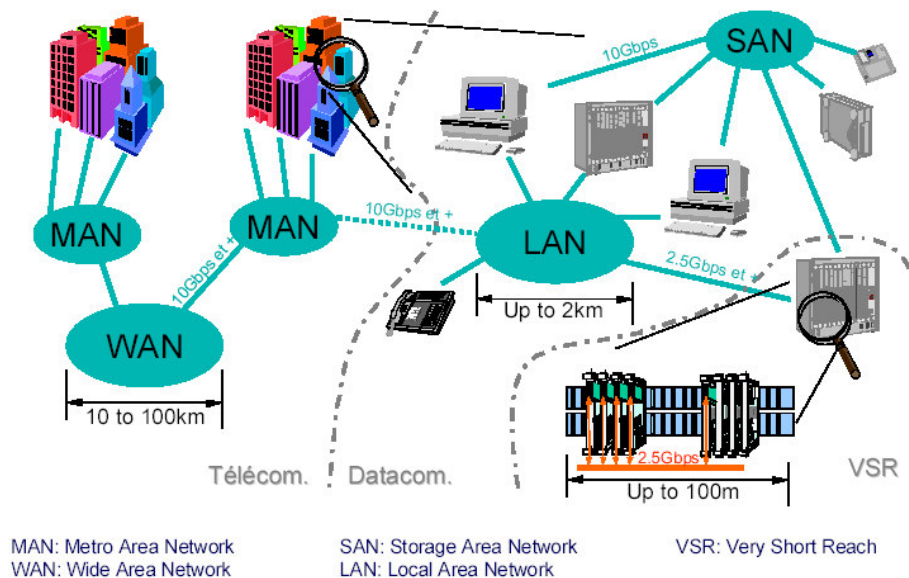 SAN
10Gbps
MAN
MAN
10Gbps et +
LAN
10Gbps et +
2.5Gbps et +
Up to 2km
WAN
10 to 100km
2.5Gbps
Télécom.
Datacom.
VSR
Up to 100m
MAN: Metro Area Network
SAN: Storage Area Network
VSR: Very Short Reach
WAN: Wide Area Network
LAN: Local Area Network